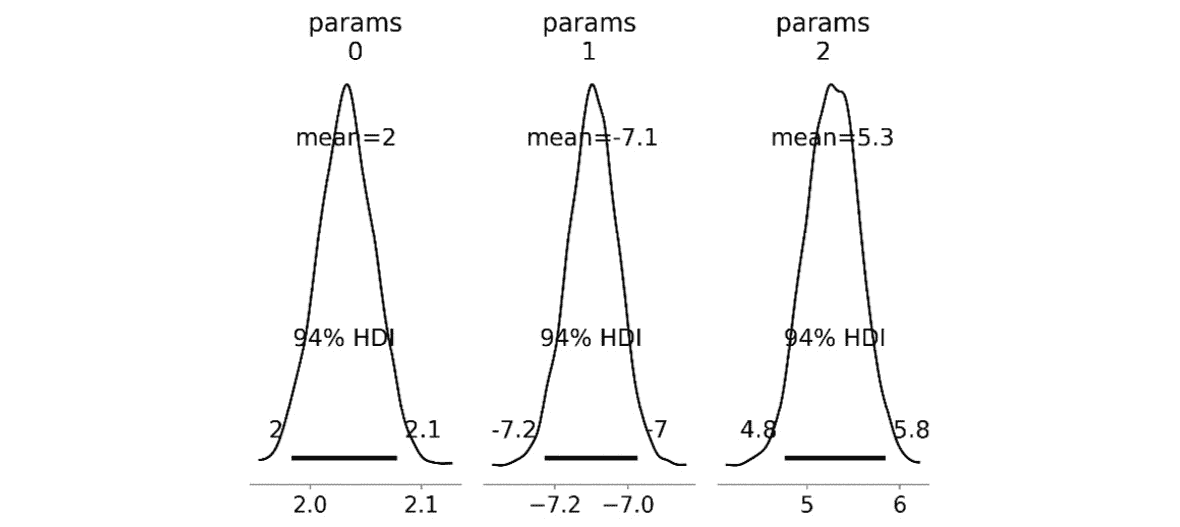 params
0
mean=2
94% HDI
2 2.1
2.0 2.1
params
1
mean=-7.1
94% HDI
-7.2 -7
−7.2 −7.0
params
2
mean=5.3
94% HDI
4.8 5.8
5 6